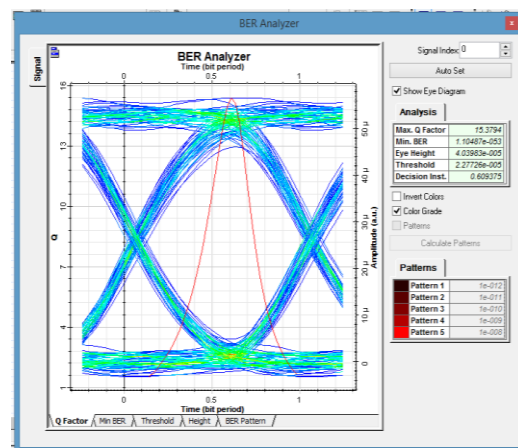 BER Analyzer
x
Signal
BER Analyzer
Time (bit period)
0 0.5 1
Q
16
13
10
7
4
1
Amplitude (a.u.)
50 µ
40 µ
30 µ
20 µ
10 µ
0
0 0.5 1
Time (bit period)
Q Factor Min BER Threshold Height BER Pattern
Signal Index: 0
Auto Set
Show Eye Diagram
Analysis
Max. Q Factor 15.3794
Min. BER 1.10487e-053
Eye Height 4.03983e-005
Threshold 2.27726e-005
Decision Inst. 0.609375
Invert Colors
Color Grade
Patterns
Calculate Patterns
Patterns
Pattern 1 1e-012
Pattern 2 1e-011
Pattern 3 1e-010
Pattern 4 1e-009
Pattern 5 1e-008